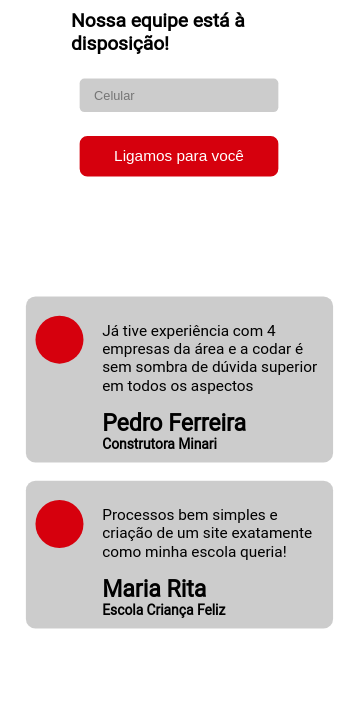 Nossa equipe está à
disposição!
Celular
Ligamos para você
Já tive experiência com 4
empresas da área e a codar é
sem sombra de dúvida superior
em todos os aspectos
Pedro Ferreira
Construtora Minari
Processos bem simples e
criação de um site exatamente
como minha escola queria!
Maria Rita
Escola Criança Feliz